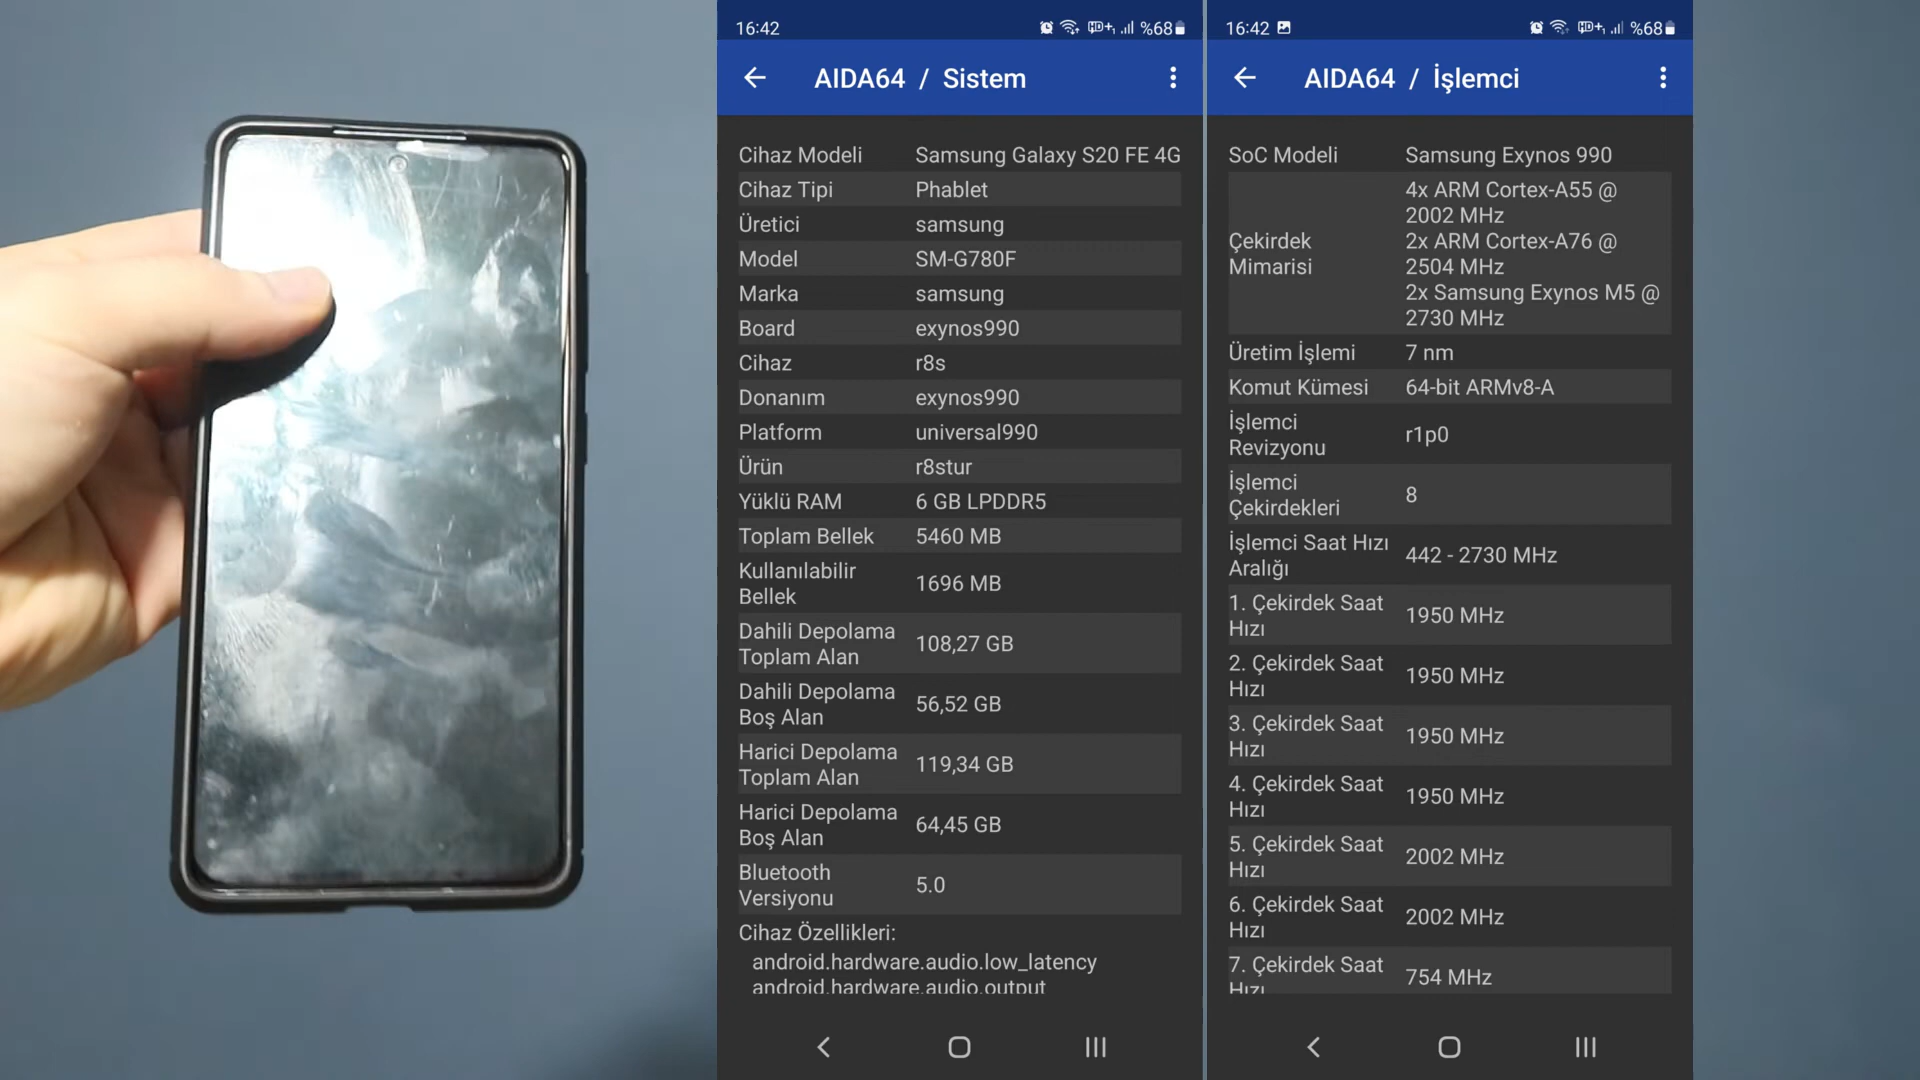 16:42
%68
AIDA64 / Sistem
Cihaz Modeli Samsung Galaxy S20 FE 4G
Cihaz Tipi Phablet
Üretici samsung
Model SM-G780F
Marka samsung
Board exynos990
Cihaz r8s
Donanım exynos990
Platform universal990
Ürün r8stur
Yüklü RAM 6 GB LPDDR5
Toplam Bellek 5460 MB
Kullanılabilir
Bellek 1696 MB
Dahili Depolama
Toplam Alan 108,27 GB
Dahili Depolama
Boş Alan 56,52 GB
Harici Depolama
Toplam Alan 119,34 GB
Harici Depolama
Boş Alan 64,45 GB
Bluetooth
Versiyonu 5.0
Cihaz Özellikleri:
android.hardware.audio.low_latency
android.hardware.audio.output
16:42
%68
AIDA64 / İşlemci
SoC Modeli Samsung Exynos 990
Çekirdek
Mimarisi
4x ARM Cortex-A55 @
2002 MHz
2x ARM Cortex-A76 @
2504 MHz
2x Samsung Exynos M5 @
2730 MHz
Üretim İşlemi 7 nm
Komut Kümesi 64-bit ARMv8-A
İşlemci
Revizyonu r1p0
İşlemci
Çekirdekleri 8
İşlemci Saat Hızı
Aralığı 442 - 2730 MHz
1. Çekirdek Saat
Hızı 1950 MHz
2. Çekirdek Saat
Hızı 1950 MHz
3. Çekirdek Saat
Hızı 1950 MHz
4. Çekirdek Saat
Hızı 1950 MHz
5. Çekirdek Saat
Hızı 2002 MHz
6. Çekirdek Saat
Hızı 2002 MHz
7. Çekirdek Saat
Hızı 754 MHz